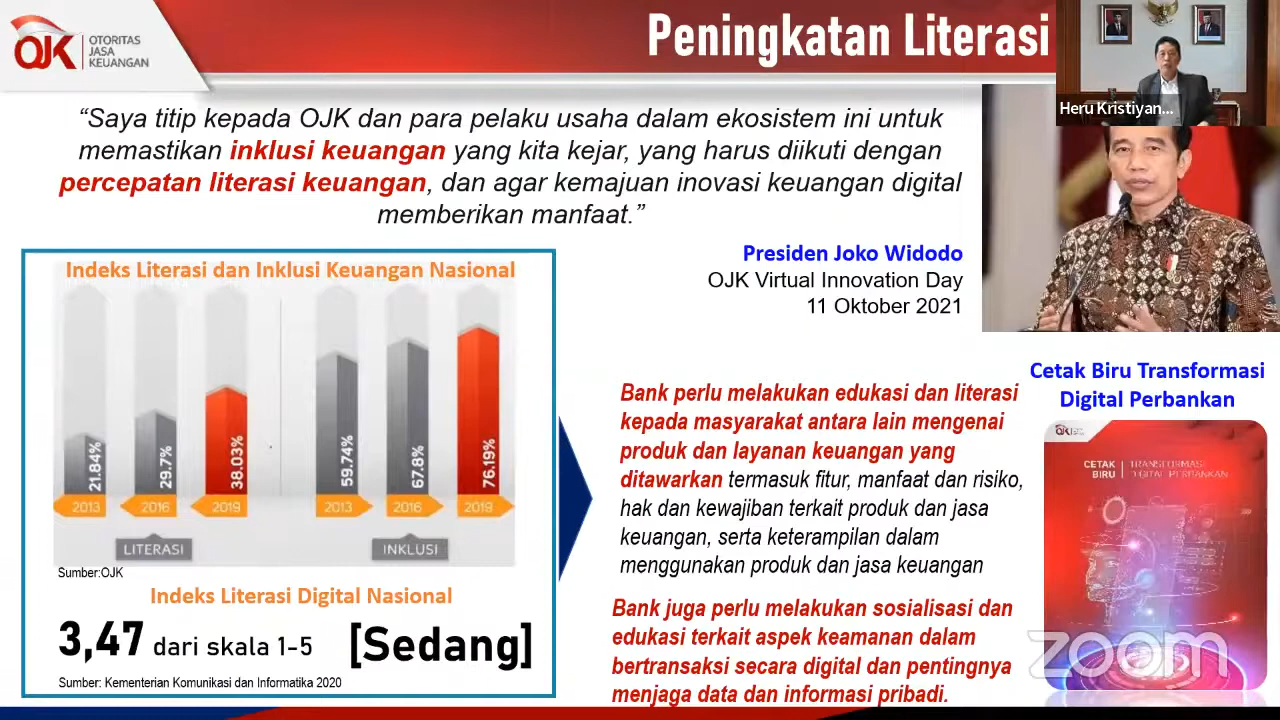 OJK
OTORITAS
JASA
KEUANGAN
Peningkatan Literasi
Heru Kristiyan...
“Saya titip kepada OJK dan para pelaku usaha dalam ekosistem ini untuk
memastikan inklusi keuangan yang kita kejar, yang harus diikuti dengan
percepatan literasi keuangan, dan agar kemajuan inovasi keuangan digital
memberikan manfaat.”
Presiden Joko Widodo
OJK Virtual Innovation Day
11 Oktober 2021
Indeks Literasi dan Inklusi Keuangan Nasional
21.84%
29.7%
38.03%
59.74%
67.8%
76.19%
2013
2016
2019
2013
2016
2019
LITERASI
INKLUSI
Sumber:OJK
Indeks Literasi Digital Nasional
3,47 dari skala 1-5 [Sedang]
Sumber: Kementerian Komunikasi dan Informatika 2020
Bank perlu melakukan edukasi dan literasi
kepada masyarakat antara lain mengenai
produk dan layanan keuangan yang
ditawarkan termasuk fitur, manfaat dan risiko,
hak dan kewajiban terkait produk dan jasa
keuangan, serta keterampilan dalam
menggunakan produk dan jasa keuangan
Bank juga perlu melakukan sosialisasi dan
edukasi terkait aspek keamanan dalam
bertransaksi secara digital dan pentingnya
menjaga data dan informasi pribadi.
Cetak Biru Transformasi
Digital Perbankan
OJK
CETAK
BIRU
TRANSFORMASI
DIGITAL PERBANKAN
zoom